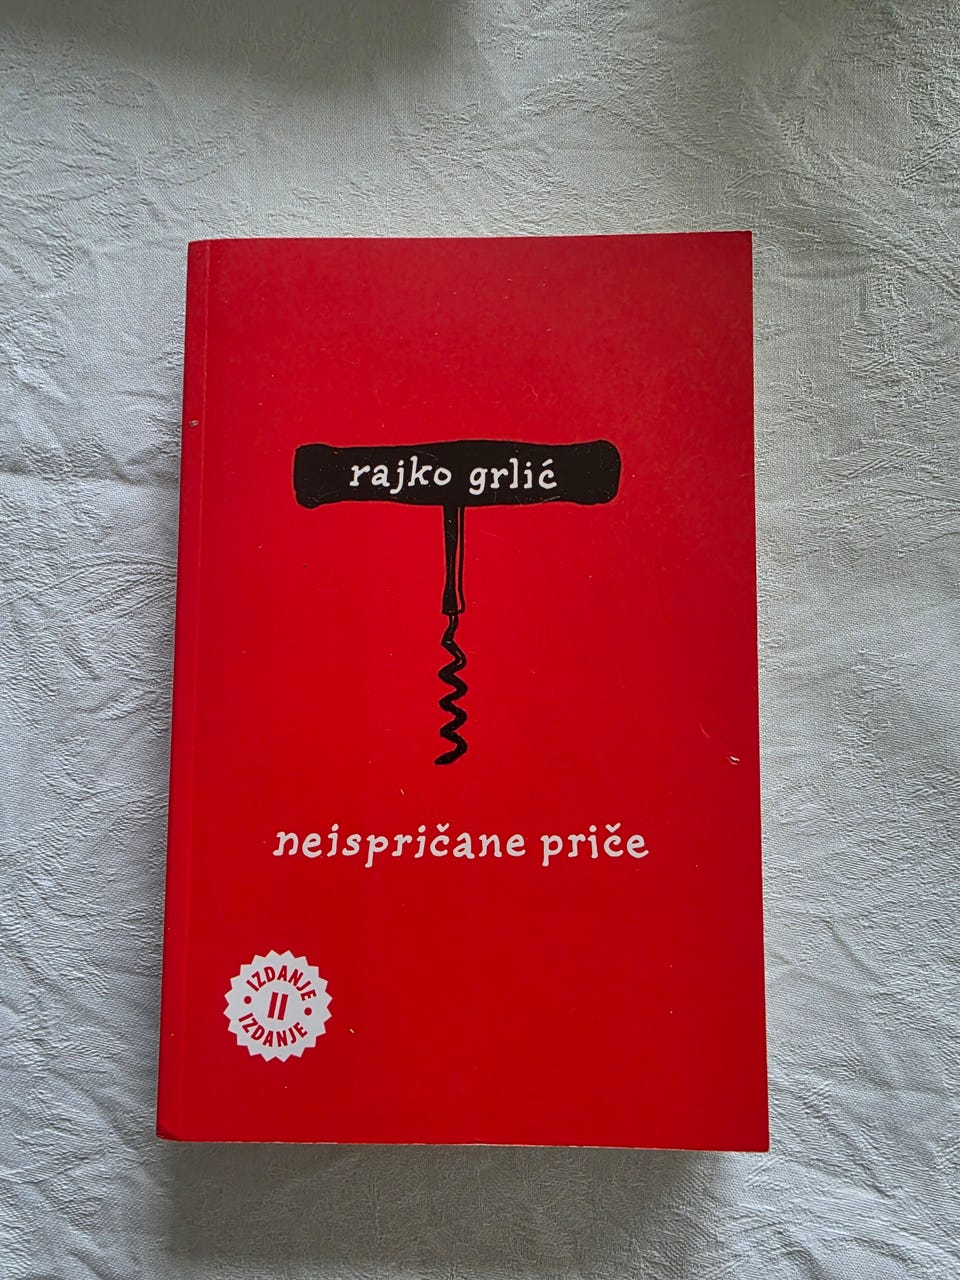 rajko grlić
neispričane priče
IZDANJE
II
IZDANJE